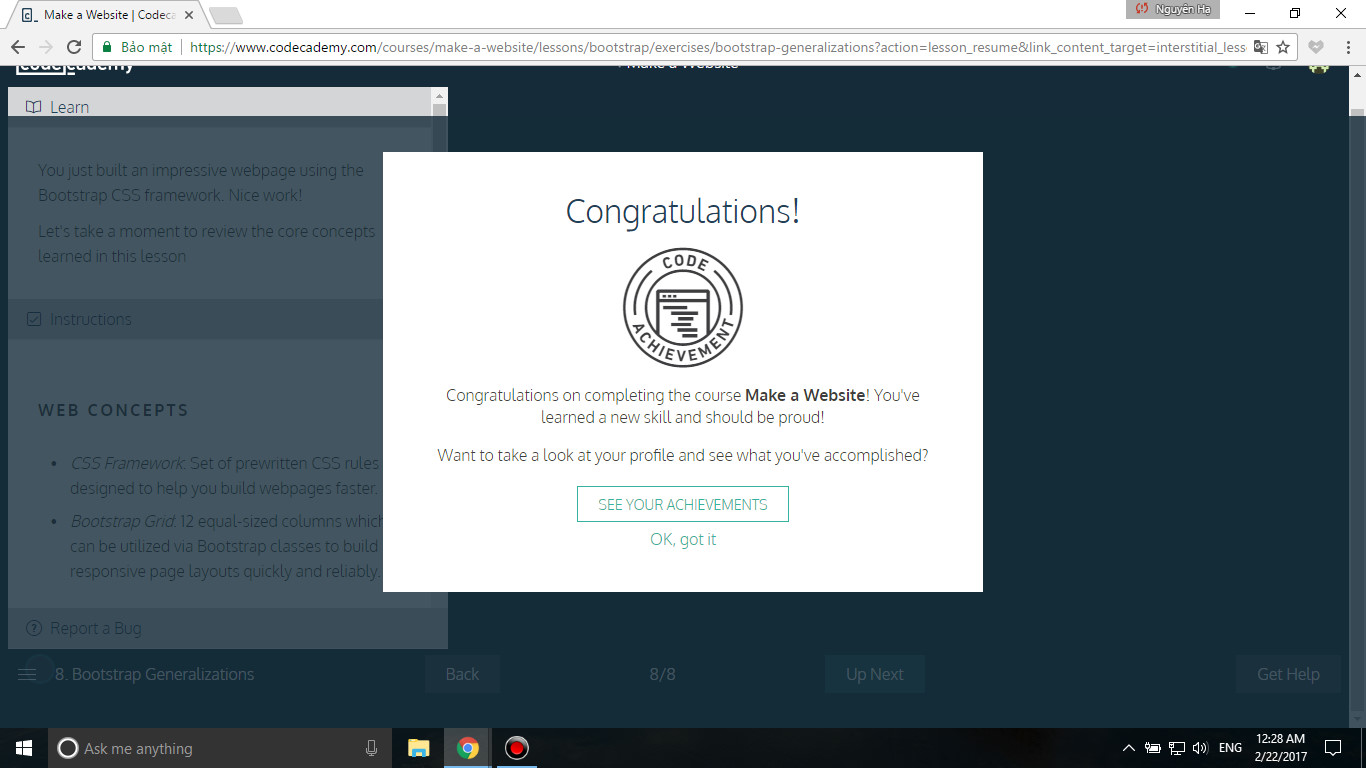 Make a Website | Codeca
Nguyên Hạ
Bảo mật
https://www.codecademy.com/courses/make-a-website/lessons/bootstrap/exercises/bootstrap-generalizations?action=lesson_resume&link_content_target=interstitial_less
codecademy
Make a Website
Learn
You just built an impressive webpage using the
Bootstrap CSS framework. Nice work!
Let's take a moment to review the core concepts
learned in this lesson
Instructions
WEB CONCEPTS
CSS Framework: Set of prewritten CSS rules
designed to help you build webpages faster.
Bootstrap Grid: 12 equal-sized columns which
can be utilized via Bootstrap classes to build
responsive page layouts quickly and reliably.
Report a Bug
Congratulations!
CODE
ACHIEVEMENT
Congratulations on completing the course Make a Website! You've
learned a new skill and should be proud!
Want to take a look at your profile and see what you've accomplished?
SEE YOUR ACHIEVEMENTS
OK, got it
8. Bootstrap Generalizations
Back
8/8
Up Next
Get Help
Ask me anything
ENG
12:28 AM
2/22/2017